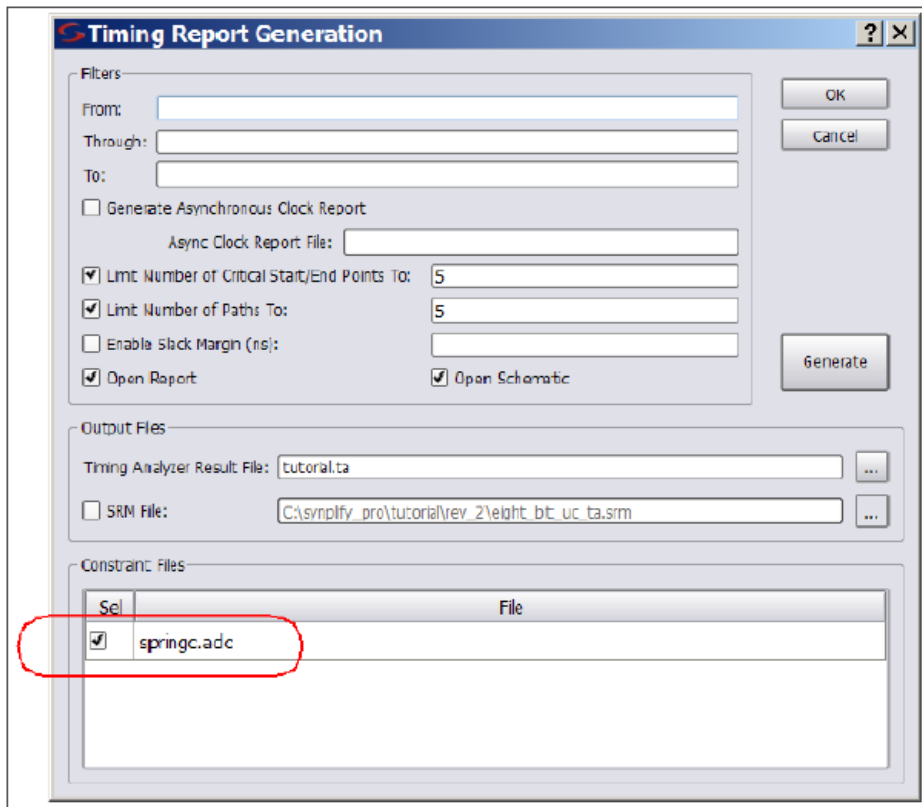 Timing Report Generation
Filters
From:
Through:
To:
Generate Asynchronous Clock Report
Async Clock Report File:
Limit Number of Critical Start/End Points To: 5
Limit Number of Paths To: 5
Enable Slack Margin (ns):
Open Report Open Schematic
OK
Cancel
Generate
Output Files
Timing Analyzer Result File: tutorial.ta ...
SRM File: C:\synplify_pro\tutorial\rev_2\eight_bit_uc_ta.srm ...
Constraint Files
Sel File
springc.adc